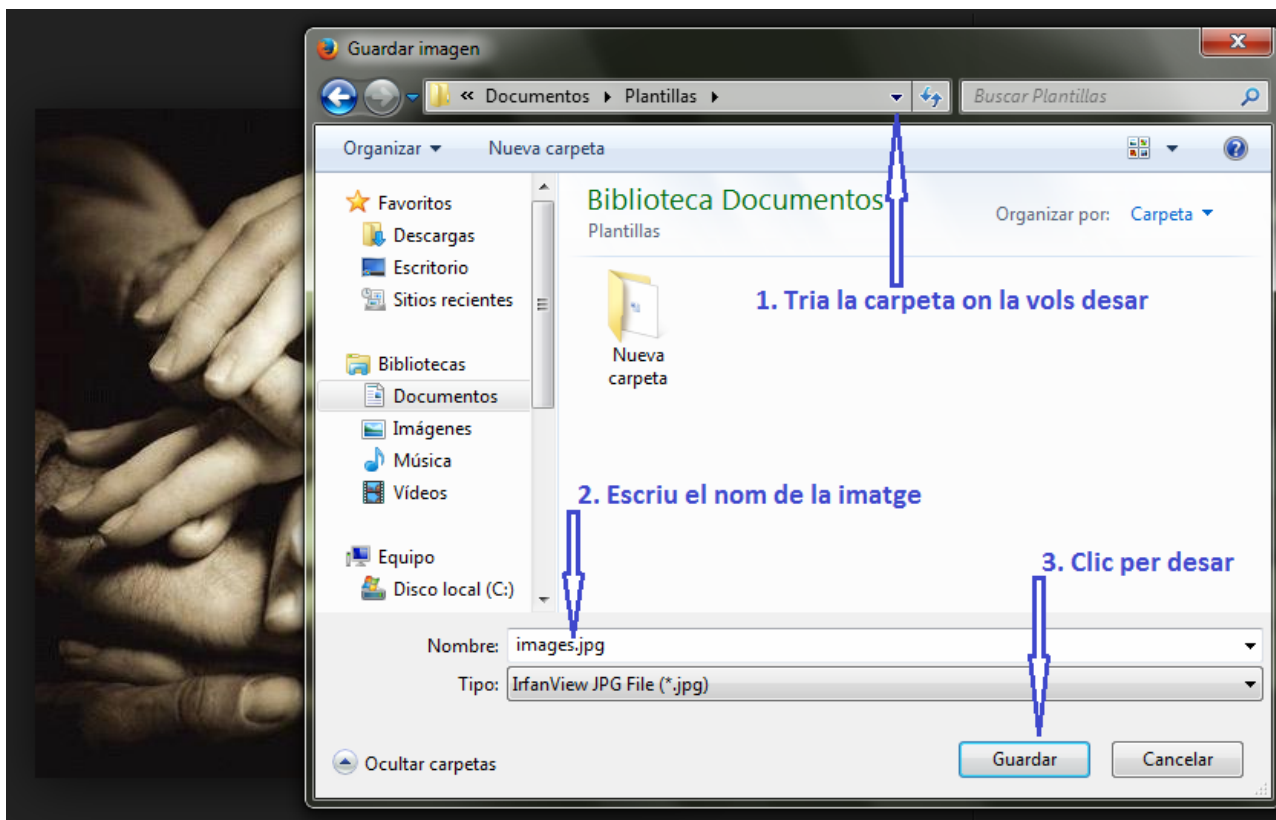 Guardar imagen
« Documentos Plantillas
Buscar Plantillas
Organizar Nueva carpeta
Favoritos
Descargas
Escritorio
Sitios recientes
Bibliotecas
Documentos
Imágenes
Música
Vídeos
Equipo
Disco local (C:)
Biblioteca Documentos
Plantillas
Organizar por: Carpeta
Nueva
carpeta
1. Tria la carpeta on la vols desar
2. Escriu el nom de la imatge
3. Clic per desar
Nombre: images.jpg
Tipo: IrfanView JPG File (*.jpg)
Ocultar carpetas
Guardar
Cancelar